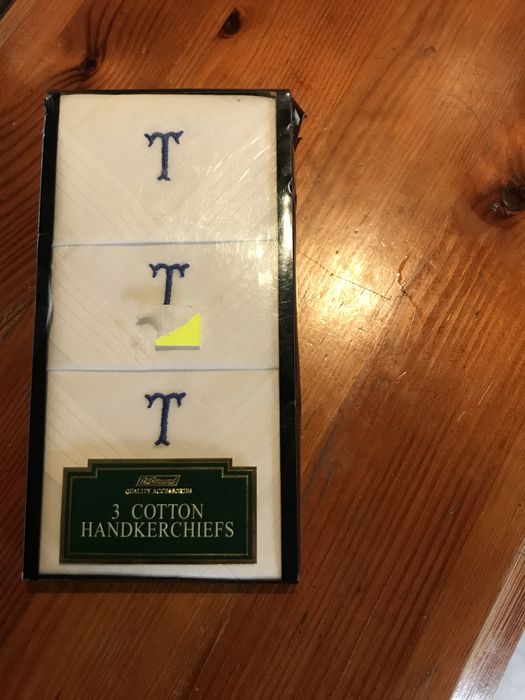 T
T
T
QUALITY ACCESSORIES
3 COTTON
HANDKERCHIEFS